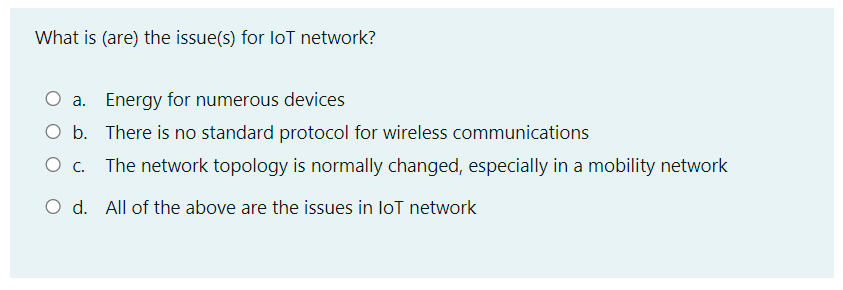 What is (are) the issue(s) for IoT network?
a. Energy for numerous devices
b. There is no standard protocol for wireless communications
c. The network topology is normally changed, especially in a mobility network
d. All of the above are the issues in IoT network